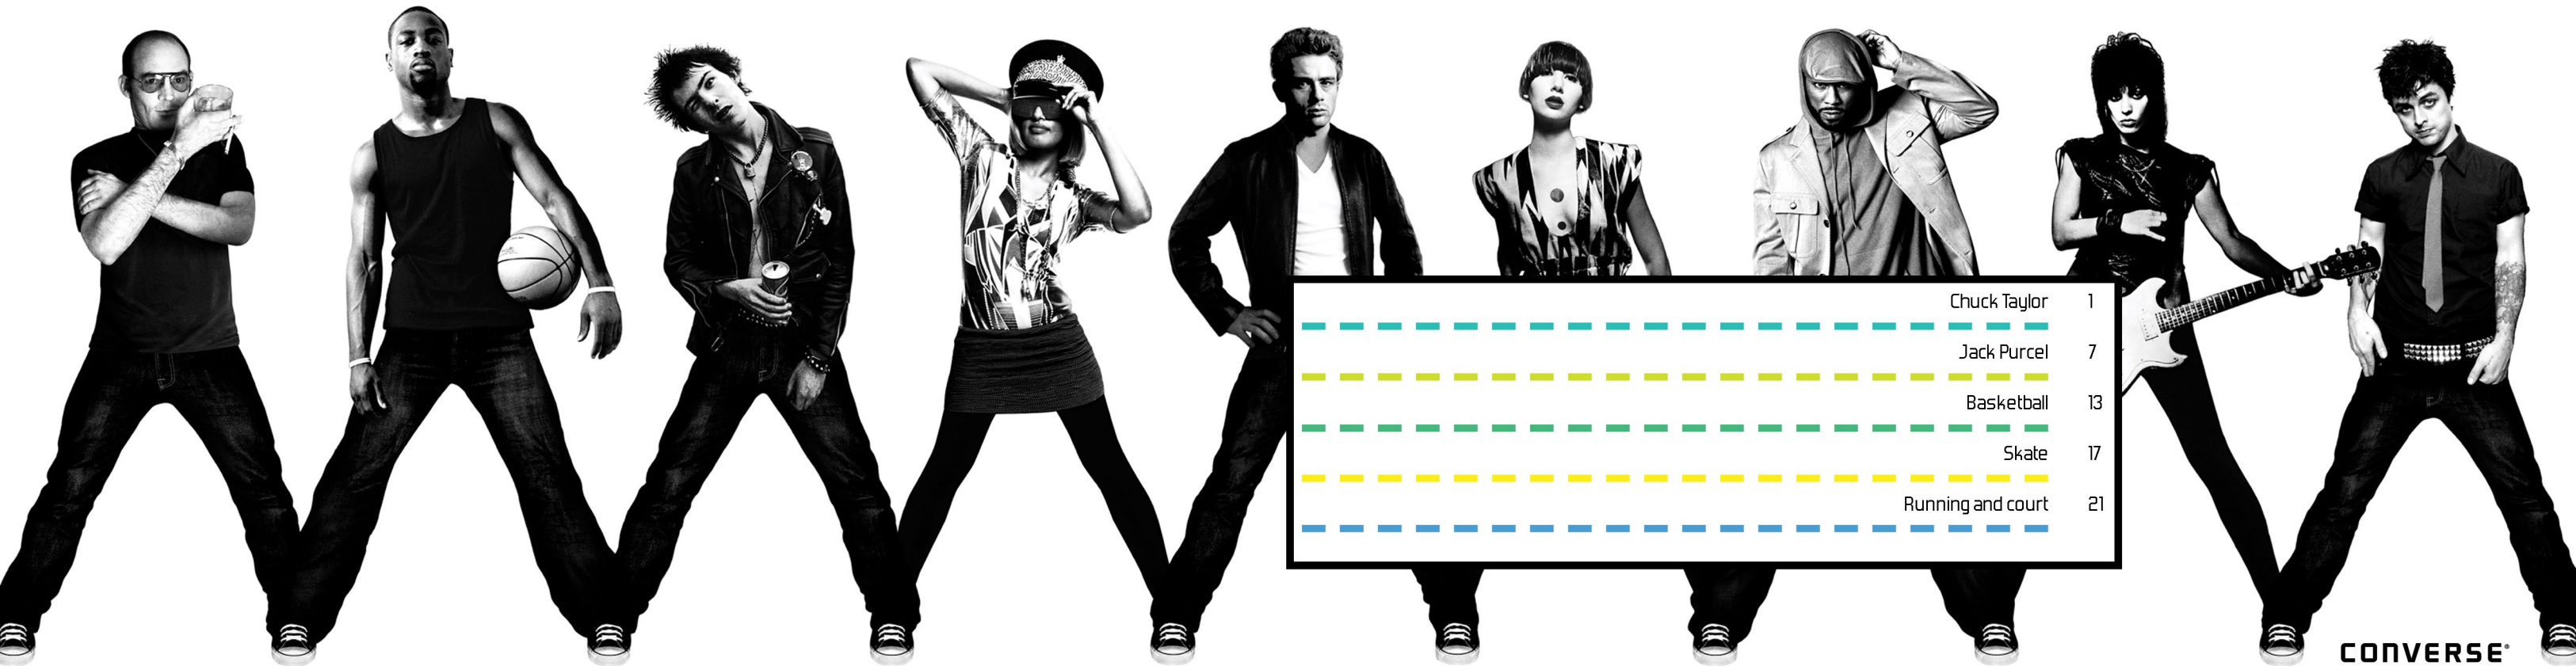 Chuck Taylor 1
Jack Purcel 7
Basketball 13
Skate 17
Running and court 21
CONVERSE®